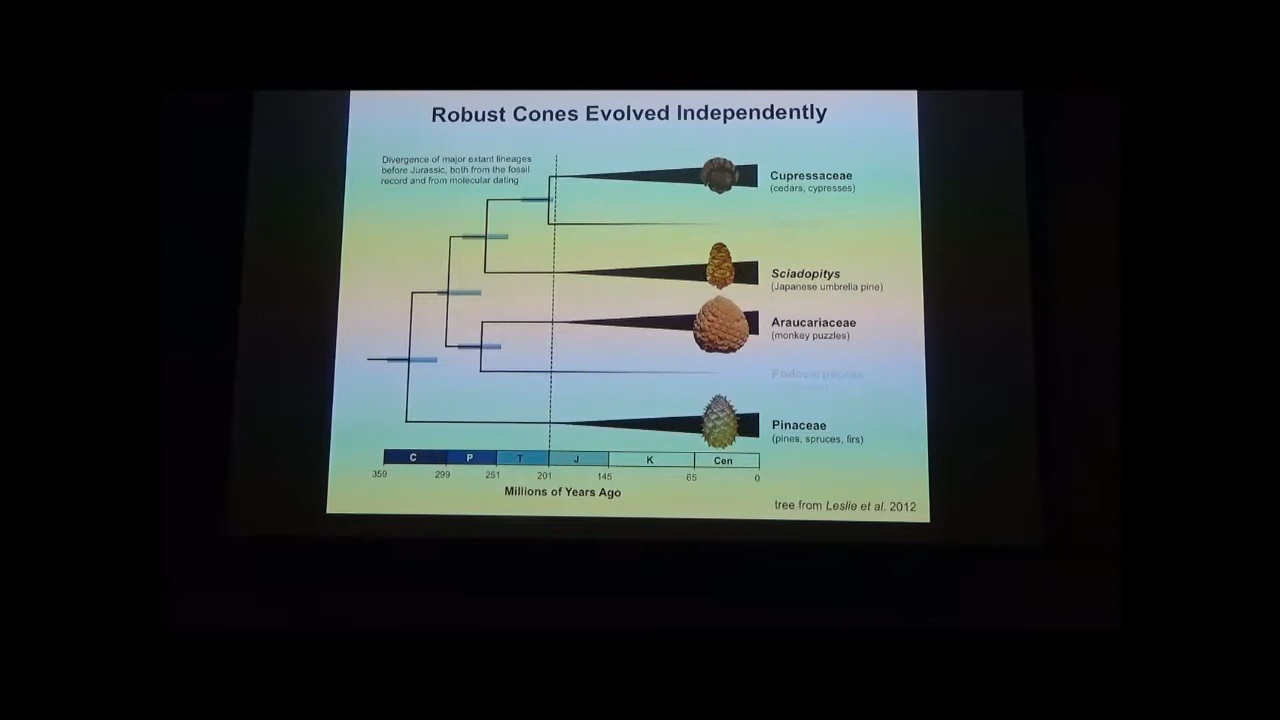 Robust Cones Evolved Independently
Divergence of major extant lineages
before Jurassic, both from the fossil
record and from molecular dating
Cupressaceae
(cedars, cypresses)
Sciadopitys
(Japanese umbrella pine)
Araucariaceae
(monkey puzzles)
Podocarpaceae
Pinaceae
(pines, spruces, firs)
C P T J K Cen
359 299 251 201 145 65 0
Millions of Years Ago
tree from Leslie et al. 2012